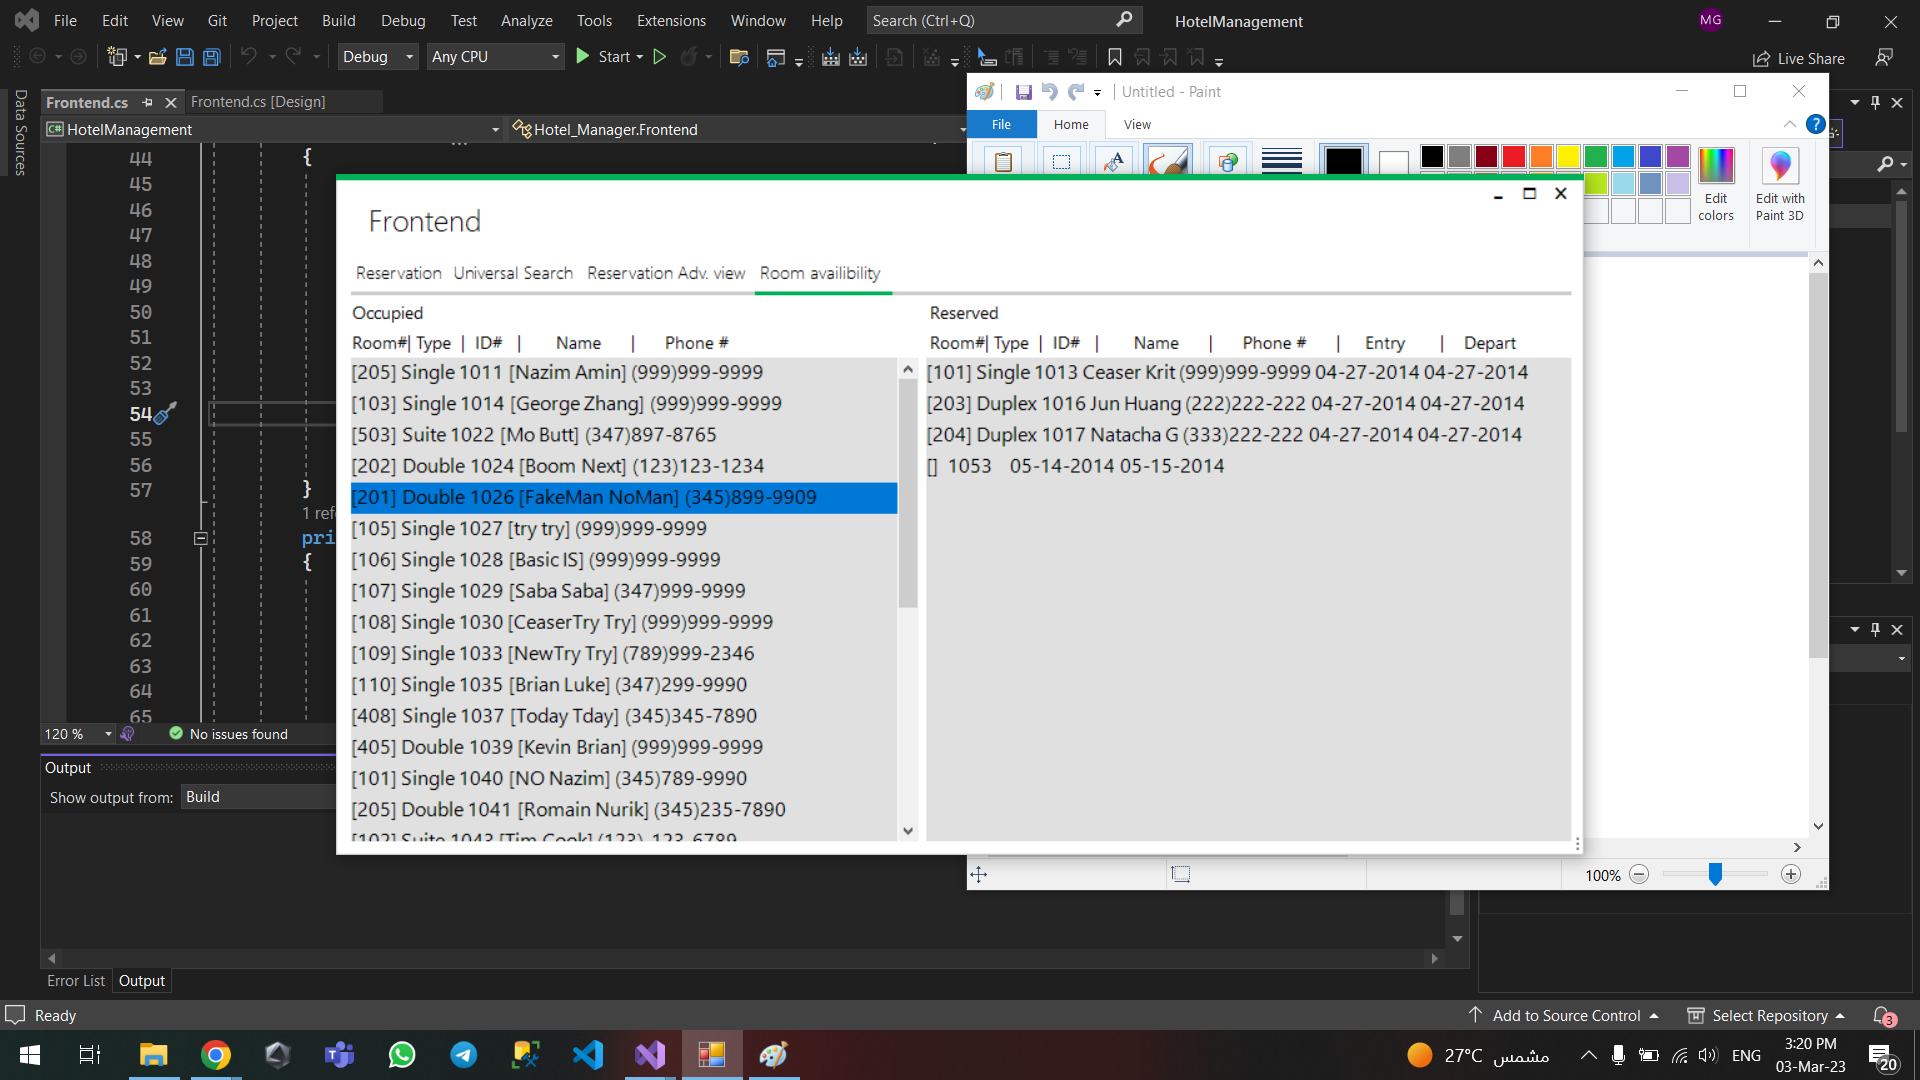 File Edit View Git Project Build Debug Test Analyze Tools Extensions Window Help Search (Ctrl+Q) HotelManagement MG
Debug Any CPU Start Live Share
Data Sources
Frontend.cs Frontend.cs [Design]
C# HotelManagement Hotel_Manager.Frontend
44 {
45
46
47
48
49
50
51
52
53
54
55
56
57 }
1 refe
58 pri
59 {
60
61
62
63
64
65
120 % No issues found
Output
Show output from: Build
Error List Output
Ready Add to Source Control Select Repository 3
Untitled - Paint
File Home View
Edit colors
Edit with Paint 3D
100%
Frontend
Reservation Universal Search Reservation Adv. view Room availibility
Occupied
Room#| Type | ID# | Name | Phone #
[205] Single 1011 [Nazim Amin] (999)999-9999
[103] Single 1014 [George Zhang] (999)999-9999
[503] Suite 1022 [Mo Butt] (347)897-8765
[202] Double 1024 [Boom Next] (123)123-1234
[201] Double 1026 [FakeMan NoMan] (345)899-9909
[105] Single 1027 [try try] (999)999-9999
[106] Single 1028 [Basic IS] (999)999-9999
[107] Single 1029 [Saba Saba] (347)999-9999
[108] Single 1030 [CeaserTry Try] (999)999-9999
[109] Single 1033 [NewTry Try] (789)999-2346
[110] Single 1035 [Brian Luke] (347)299-9990
[408] Single 1037 [Today Tday] (345)345-7890
[405] Double 1039 [Kevin Brian] (999)999-9999
[101] Single 1040 [NO Nazim] (345)789-9990
[205] Double 1041 [Romain Nurik] (345)235-7890
[102] Suite 1043 [Tim Cook] (123) 123-6789
Reserved
Room#| Type | ID# | Name | Phone # | Entry | Depart
[101] Single 1013 Ceaser Krit (999)999-9999 04-27-2014 04-27-2014
[203] Duplex 1016 Jun Huang (222)222-222 04-27-2014 04-27-2014
[204] Duplex 1017 Natacha G (333)222-222 04-27-2014 04-27-2014
[] 1053 05-14-2014 05-15-2014
27°C مشمس ENG 3:20 PM
03-Mar-23 20